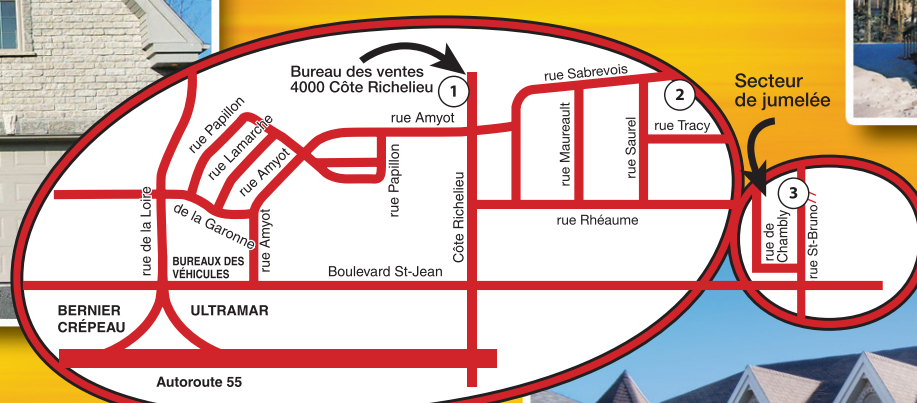 Bureau des ventes
4000 Côte Richelieu
1
rue Sabrevois
2
Secteur
de jumelée
rue Papillon
rue Lamarche
rue Amyot
rue Amyot
rue Papillon
rue Maureault
rue Saurel
rue Tracy
3
rue de la Loire
de la Garonne
rue Amyot
Côte Richelieu
rue Rhéaume
rue de
Chambly
rue St-Bruno
BUREAUX DES
VÉHICULES
Boulevard St-Jean
BERNIER
CRÉPEAU
ULTRAMAR
Autoroute 55